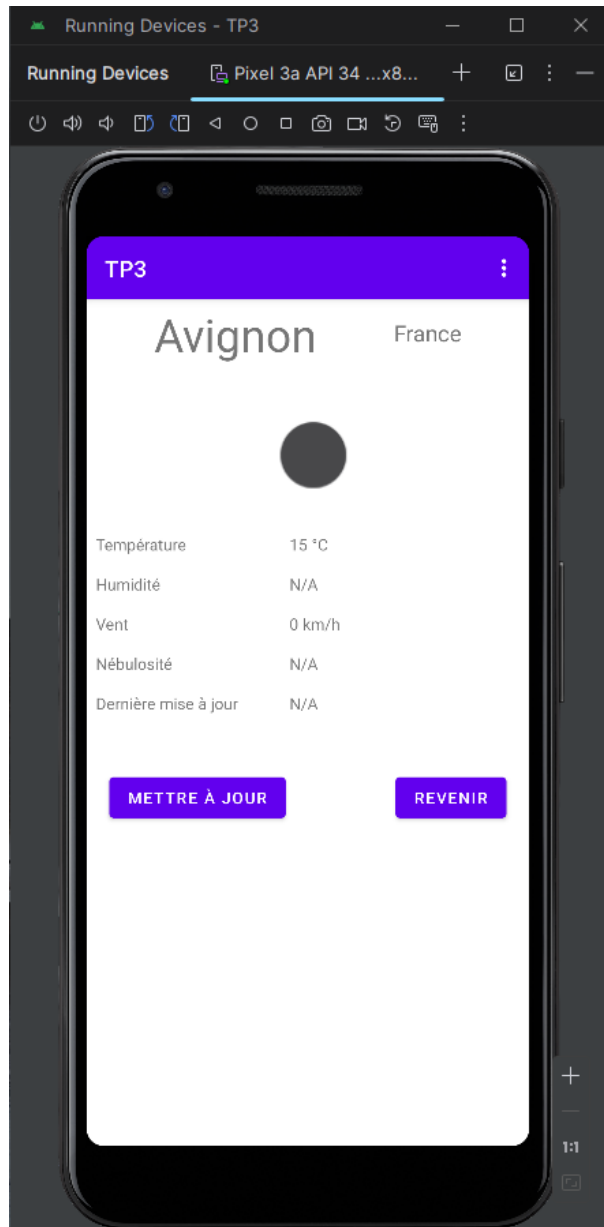 Running Devices - TP3
Running Devices Pixel 3a API 34 ...x8...
TP3
Avignon France
Température 15 °C
Humidité N/A
Vent 0 km/h
Nébulosité N/A
Dernière mise à jour N/A
METTRE À JOUR REVENIR
1:1